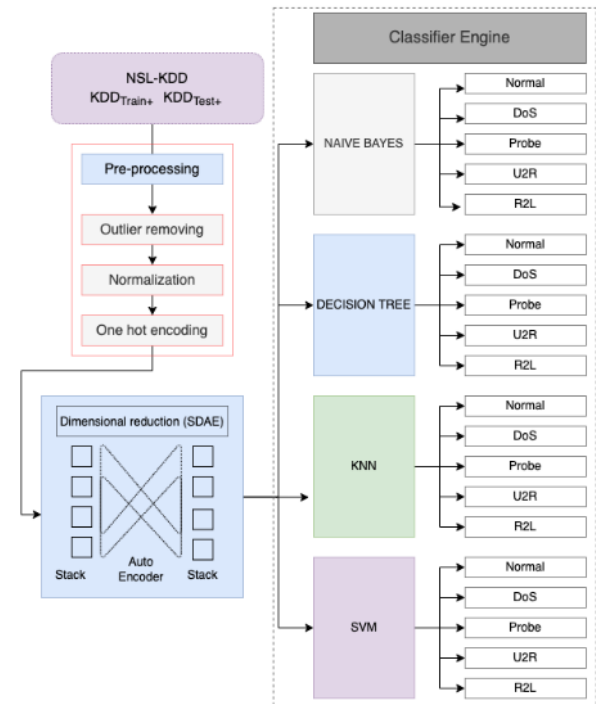 NSL-KDD
KDDTrain+ KDDTest+
Pre-processing
Outlier removing
Normalization
One hot encoding
Dimensional reduction (SDAE)
Auto
Encoder
Stack
Stack
Classifier Engine
NAIVE BAYES
Normal
DoS
Probe
U2R
R2L
DECISION TREE
Normal
DoS
Probe
U2R
R2L
KNN
Normal
DoS
Probe
U2R
R2L
SVM
Normal
DoS
Probe
U2R
R2L